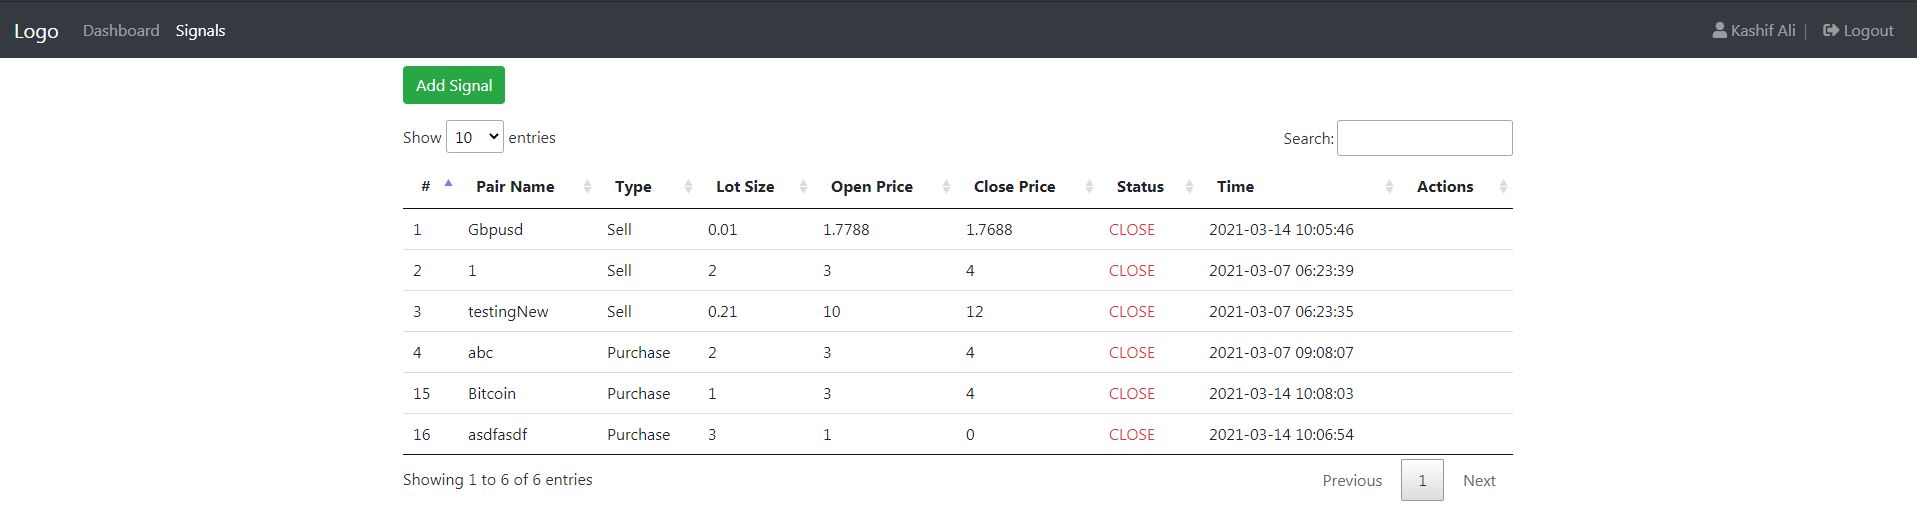 Logo Dashboard Signals Kashif Ali | Logout
Add Signal
Show 10 entries Search:
# Pair Name Type Lot Size Open Price Close Price Status Time Actions
1 Gbpusd Sell 0.01 1.7788 1.7688 CLOSE 2021-03-14 10:05:46
2 1 Sell 2 3 4 CLOSE 2021-03-07 06:23:39
3 testingNew Sell 0.21 10 12 CLOSE 2021-03-07 06:23:35
4 abc Purchase 2 3 4 CLOSE 2021-03-07 09:08:07
15 Bitcoin Purchase 1 3 4 CLOSE 2021-03-14 10:08:03
16 asdfasdf Purchase 3 1 0 CLOSE 2021-03-14 10:06:54
Showing 1 to 6 of 6 entries Previous 1 Next